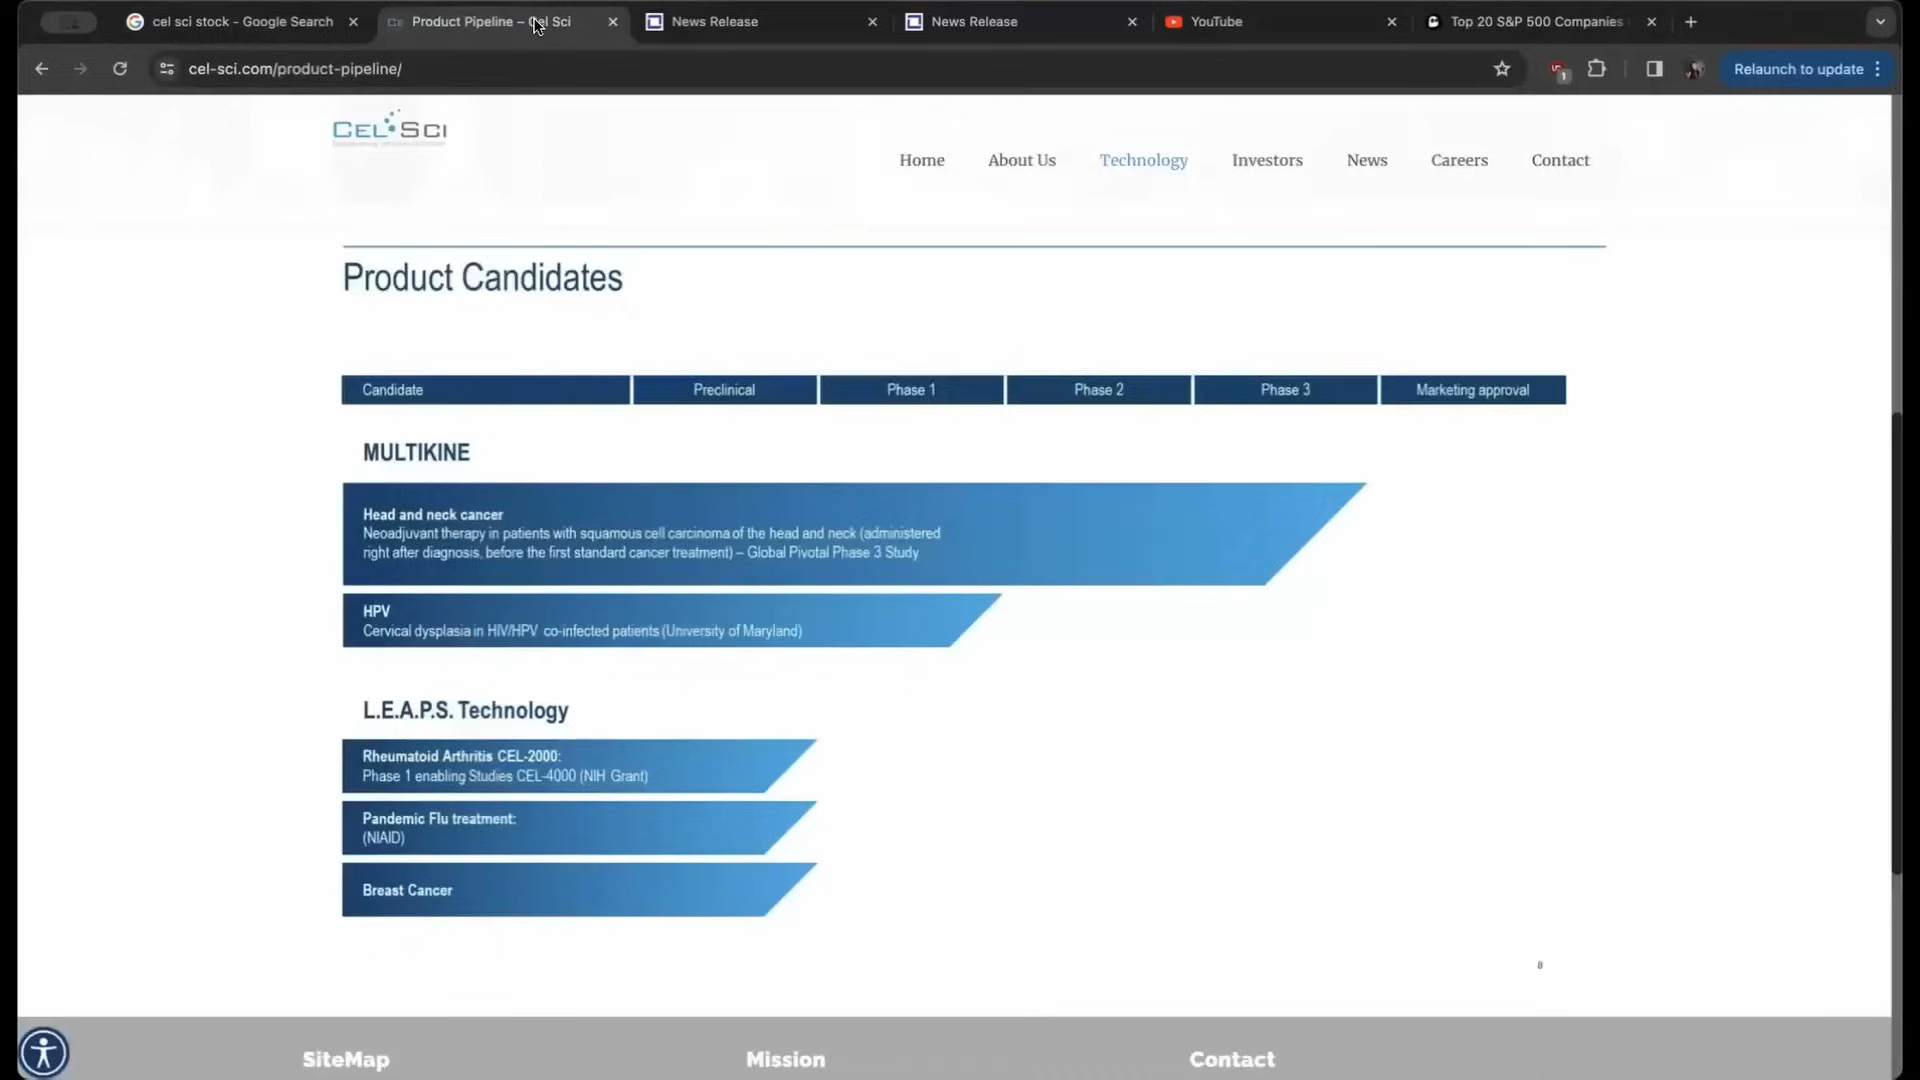 cel sci stock - Google Search
Product Pipeline – Cel Sci
News Release
News Release
YouTube
Top 20 S&P 500 Companies
cel-sci.com/product-pipeline/
1
Relaunch to update
CEL SCI
Home
About Us
Technology
Investors
News
Careers
Contact
Product Candidates
Candidate
Preclinical
Phase 1
Phase 2
Phase 3
Marketing approval
MULTIKINE
Head and neck cancer
Neoadjuvant therapy in patients with squamous cell carcinoma of the head and neck (administered
right after diagnosis, before the first standard cancer treatment) – Global Pivotal Phase 3 Study
HPV
Cervical dysplasia in HIV/HPV co-infected patients (University of Maryland)
L.E.A.P.S. Technology
Rheumatoid Arthritis CEL-2000:
Phase 1 enabling Studies CEL-4000 (NIH Grant)
Pandemic Flu treatment:
(NIAID)
Breast Cancer
8
SiteMap
Mission
Contact